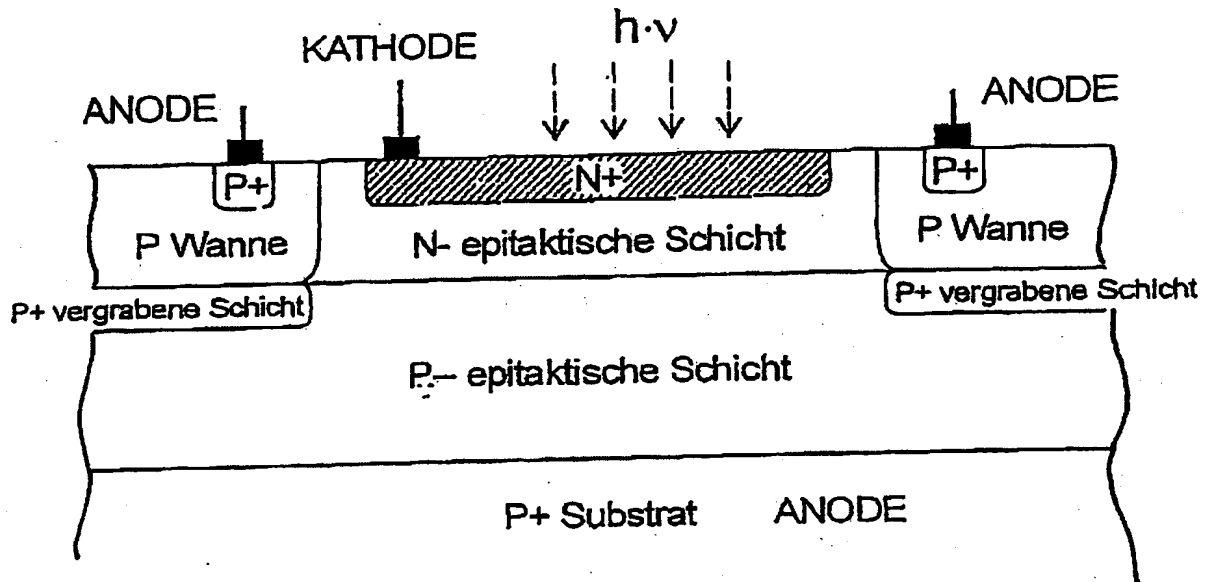 h·ν
KATHODE
ANODE
ANODE
P+
N+
P+
P Wanne
N- epitaktische Schicht
P Wanne
P+ vergrabene Schicht
P+ vergrabene Schicht
P- epitaktische Schicht
P+ Substrat
ANODE